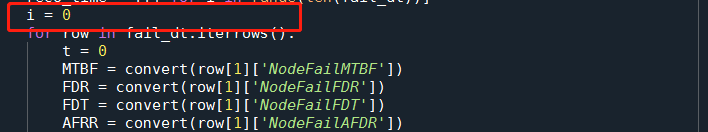 i = 0
for row in fail_dt.iterrows():
t = 0
MTBF = convert(row[1]['NodeFailMTBF'])
FDR = convert(row[1]['NodeFailFDR'])
FDT = convert(row[1]['NodeFailFDT'])
AFRR = convert(row[1]['NodeFailAFDR'])